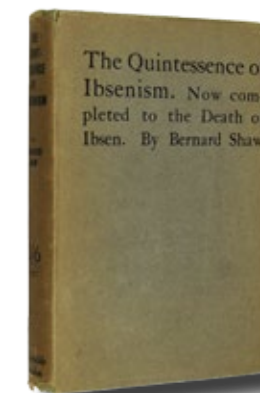 The Quintessence o
Ibsenism. Now com
pleted to the Death o
Ibsen. By Bernard Shaw